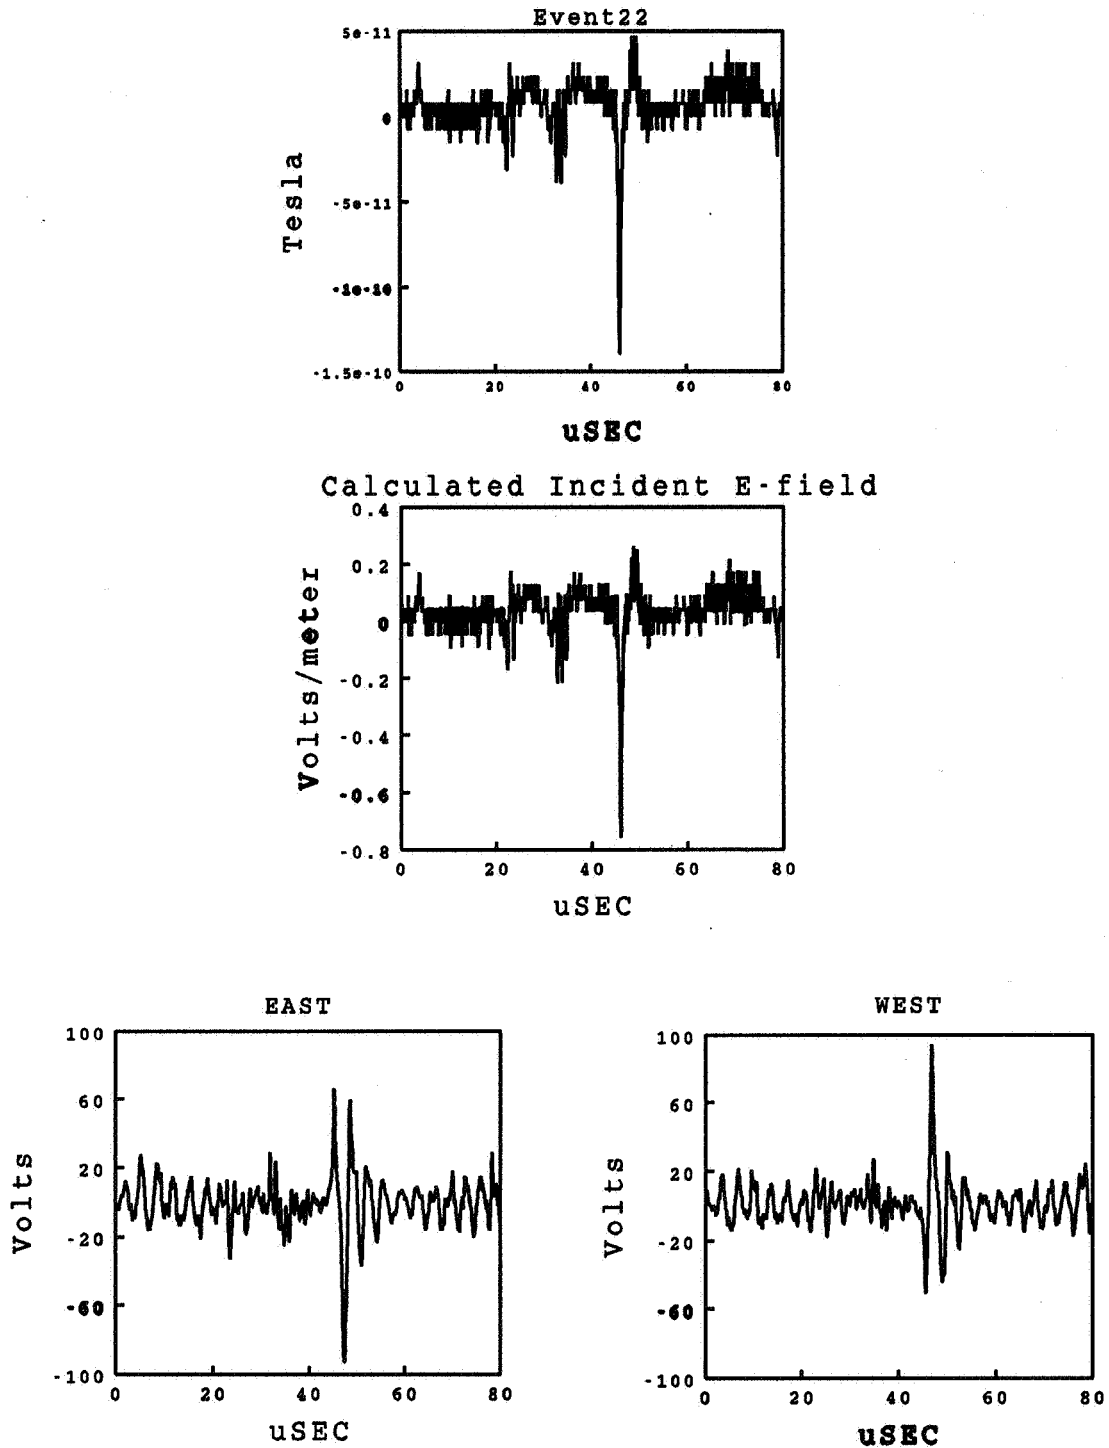 Event22
5e-11
0
-5e-11
-1e-10
-1.5e-10
Tesla
0 20 40 60 80
uSEC
Calculated Incident E-field
0.4
0.2
0
-0.2
-0.4
-0.6
-0.8
Volts/meter
0 20 40 60 80
uSEC
EAST
100
60
20
-20
-60
-100
Volts
0 20 40 60 80
uSEC
WEST
100
60
20
-20
-60
-100
Volts
0 20 40 60 80
uSEC